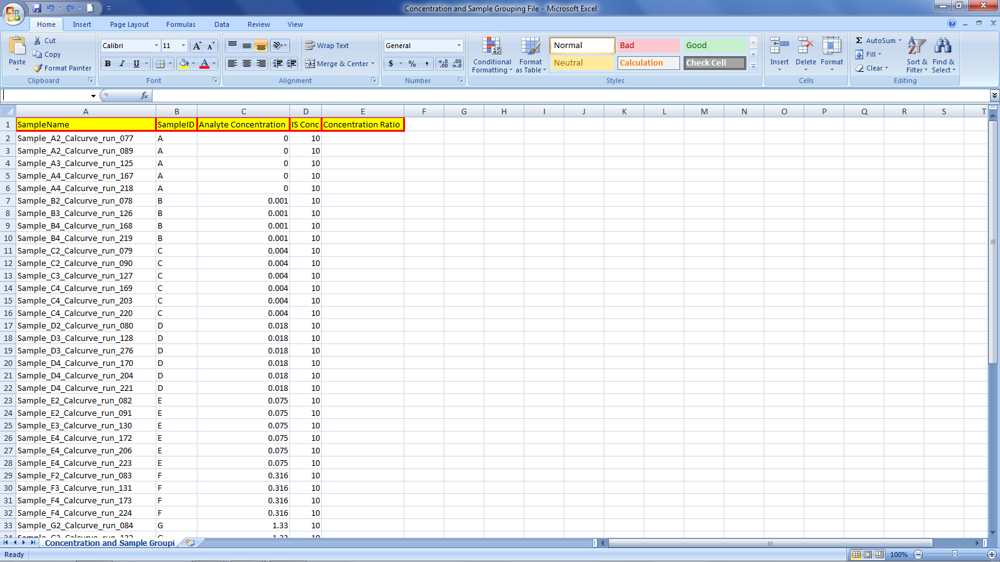 Concentration and Sample Grouping File - Microsoft Excel
Home Insert Page Layout Formulas Data Review View
Paste Cut Copy Format Painter Clipboard
Calibri 11 B I U A A A Font
Wrap Text Merge & Center Alignment
General $ % , .00 .0 Number
Conditional Formatting Format as Table Normal Bad Good Neutral Calculation Check Cell Styles
Insert Delete Format Cells
Σ AutoSum Fill Clear Sort & Filter Find & Select Editing
fx
A B C D E F G H I J K L M N O P Q R S T
1 SampleName SampleID Analyte Concentration IS Conc Concentration Ratio
2 Sample_A2_Calcurve_run_077 A 0 10
3 Sample_A2_Calcurve_run_089 A 0 10
4 Sample_A3_Calcurve_run_125 A 0 10
5 Sample_A4_Calcurve_run_167 A 0 10
6 Sample_A4_Calcurve_run_218 A 0 10
7 Sample_B2_Calcurve_run_078 B 0.001 10
8 Sample_B3_Calcurve_run_126 B 0.001 10
9 Sample_B4_Calcurve_run_168 B 0.001 10
10 Sample_B4_Calcurve_run_219 B 0.001 10
11 Sample_C2_Calcurve_run_079 C 0.004 10
12 Sample_C2_Calcurve_run_090 C 0.004 10
13 Sample_C3_Calcurve_run_127 C 0.004 10
14 Sample_C4_Calcurve_run_169 C 0.004 10
15 Sample_C4_Calcurve_run_203 C 0.004 10
16 Sample_C4_Calcurve_run_220 C 0.004 10
17 Sample_D2_Calcurve_run_080 D 0.018 10
18 Sample_D3_Calcurve_run_128 D 0.018 10
19 Sample_D3_Calcurve_run_276 D 0.018 10
20 Sample_D4_Calcurve_run_170 D 0.018 10
21 Sample_D4_Calcurve_run_204 D 0.018 10
22 Sample_D4_Calcurve_run_221 D 0.018 10
23 Sample_E2_Calcurve_run_082 E 0.075 10
24 Sample_E2_Calcurve_run_091 E 0.075 10
25 Sample_E3_Calcurve_run_130 E 0.075 10
26 Sample_E4_Calcurve_run_172 E 0.075 10
27 Sample_E4_Calcurve_run_206 E 0.075 10
28 Sample_E4_Calcurve_run_223 E 0.075 10
29 Sample_F2_Calcurve_run_083 F 0.316 10
30 Sample_F3_Calcurve_run_131 F 0.316 10
31 Sample_F4_Calcurve_run_173 F 0.316 10
32 Sample_F4_Calcurve_run_224 F 0.316 10
33 Sample_G2_Calcurve_run_084 G 1.33 10
Concentration and Sample Groupi
Ready 100%